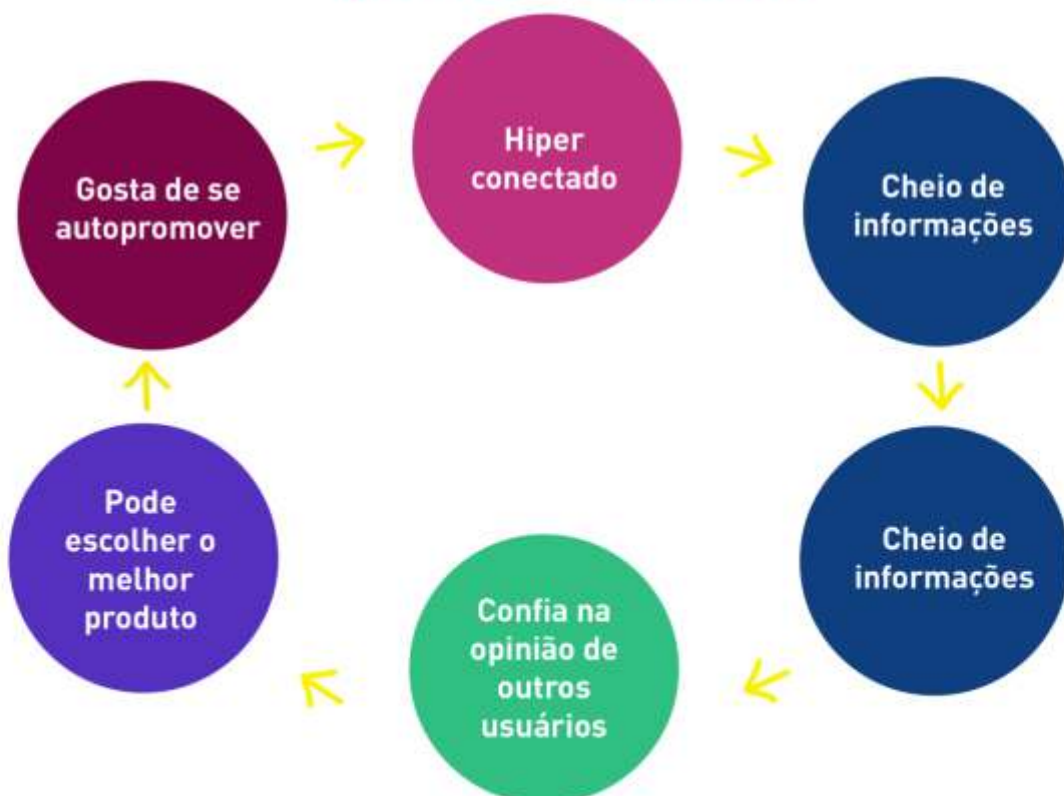 Hiper
conectado
Cheio de
informações
Cheio de
informações
Confia na
opinião de
outros
usuários
Pode
escolher o
melhor
produto
Gosta de se
autopromover